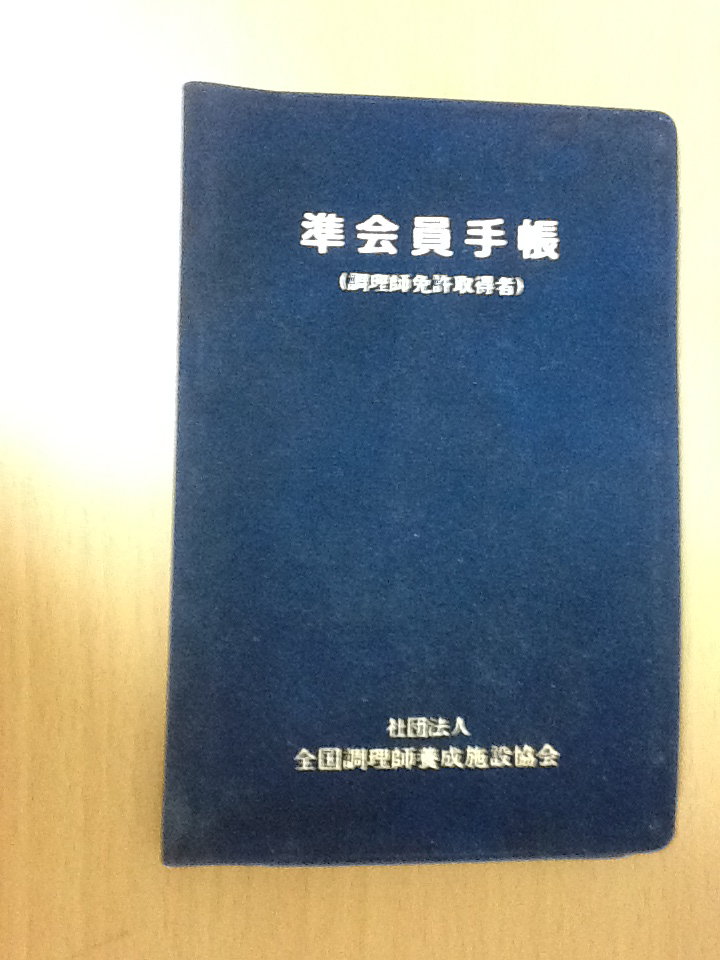 準会員手帳
(調理師免許取得者)
社団法人
全国調理師養成施設協会